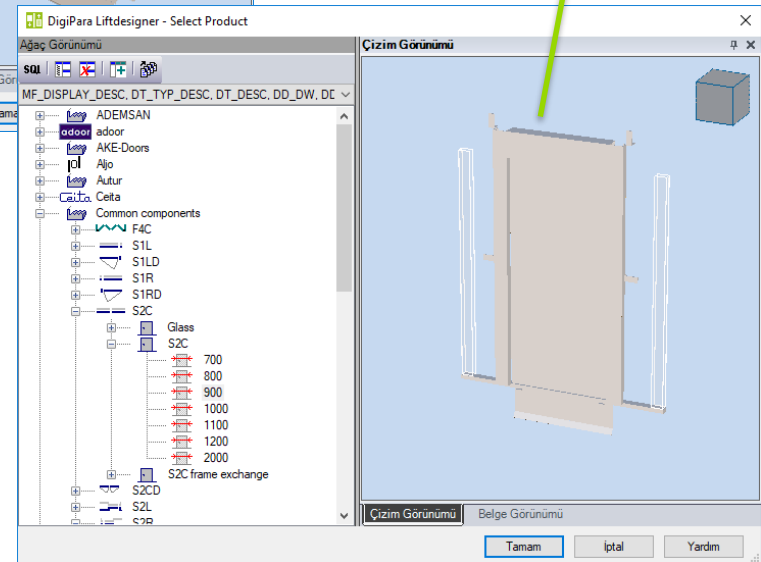 DigiPara Liftdesigner - Select Product
Ağaç Görünümü
Çizim Görünümü
SQL
MF_DISPLAY_DESC, DT_TYP_DESC, DT_DESC, DD_DW,
ADEMSAN
adoor adoor
AKE-Doors
Aljo
Autur
Ceita Ceita
Common components
F4C
S1L
S1LD
S1R
S1RD
S2C
Glass
S2C
700
800
900
1000
1100
1200
2000
S2C frame exchange
S2CD
S2L
S2R
Çizim Görünümü
Belge Görünümü
Tamam
İptal
Yardım